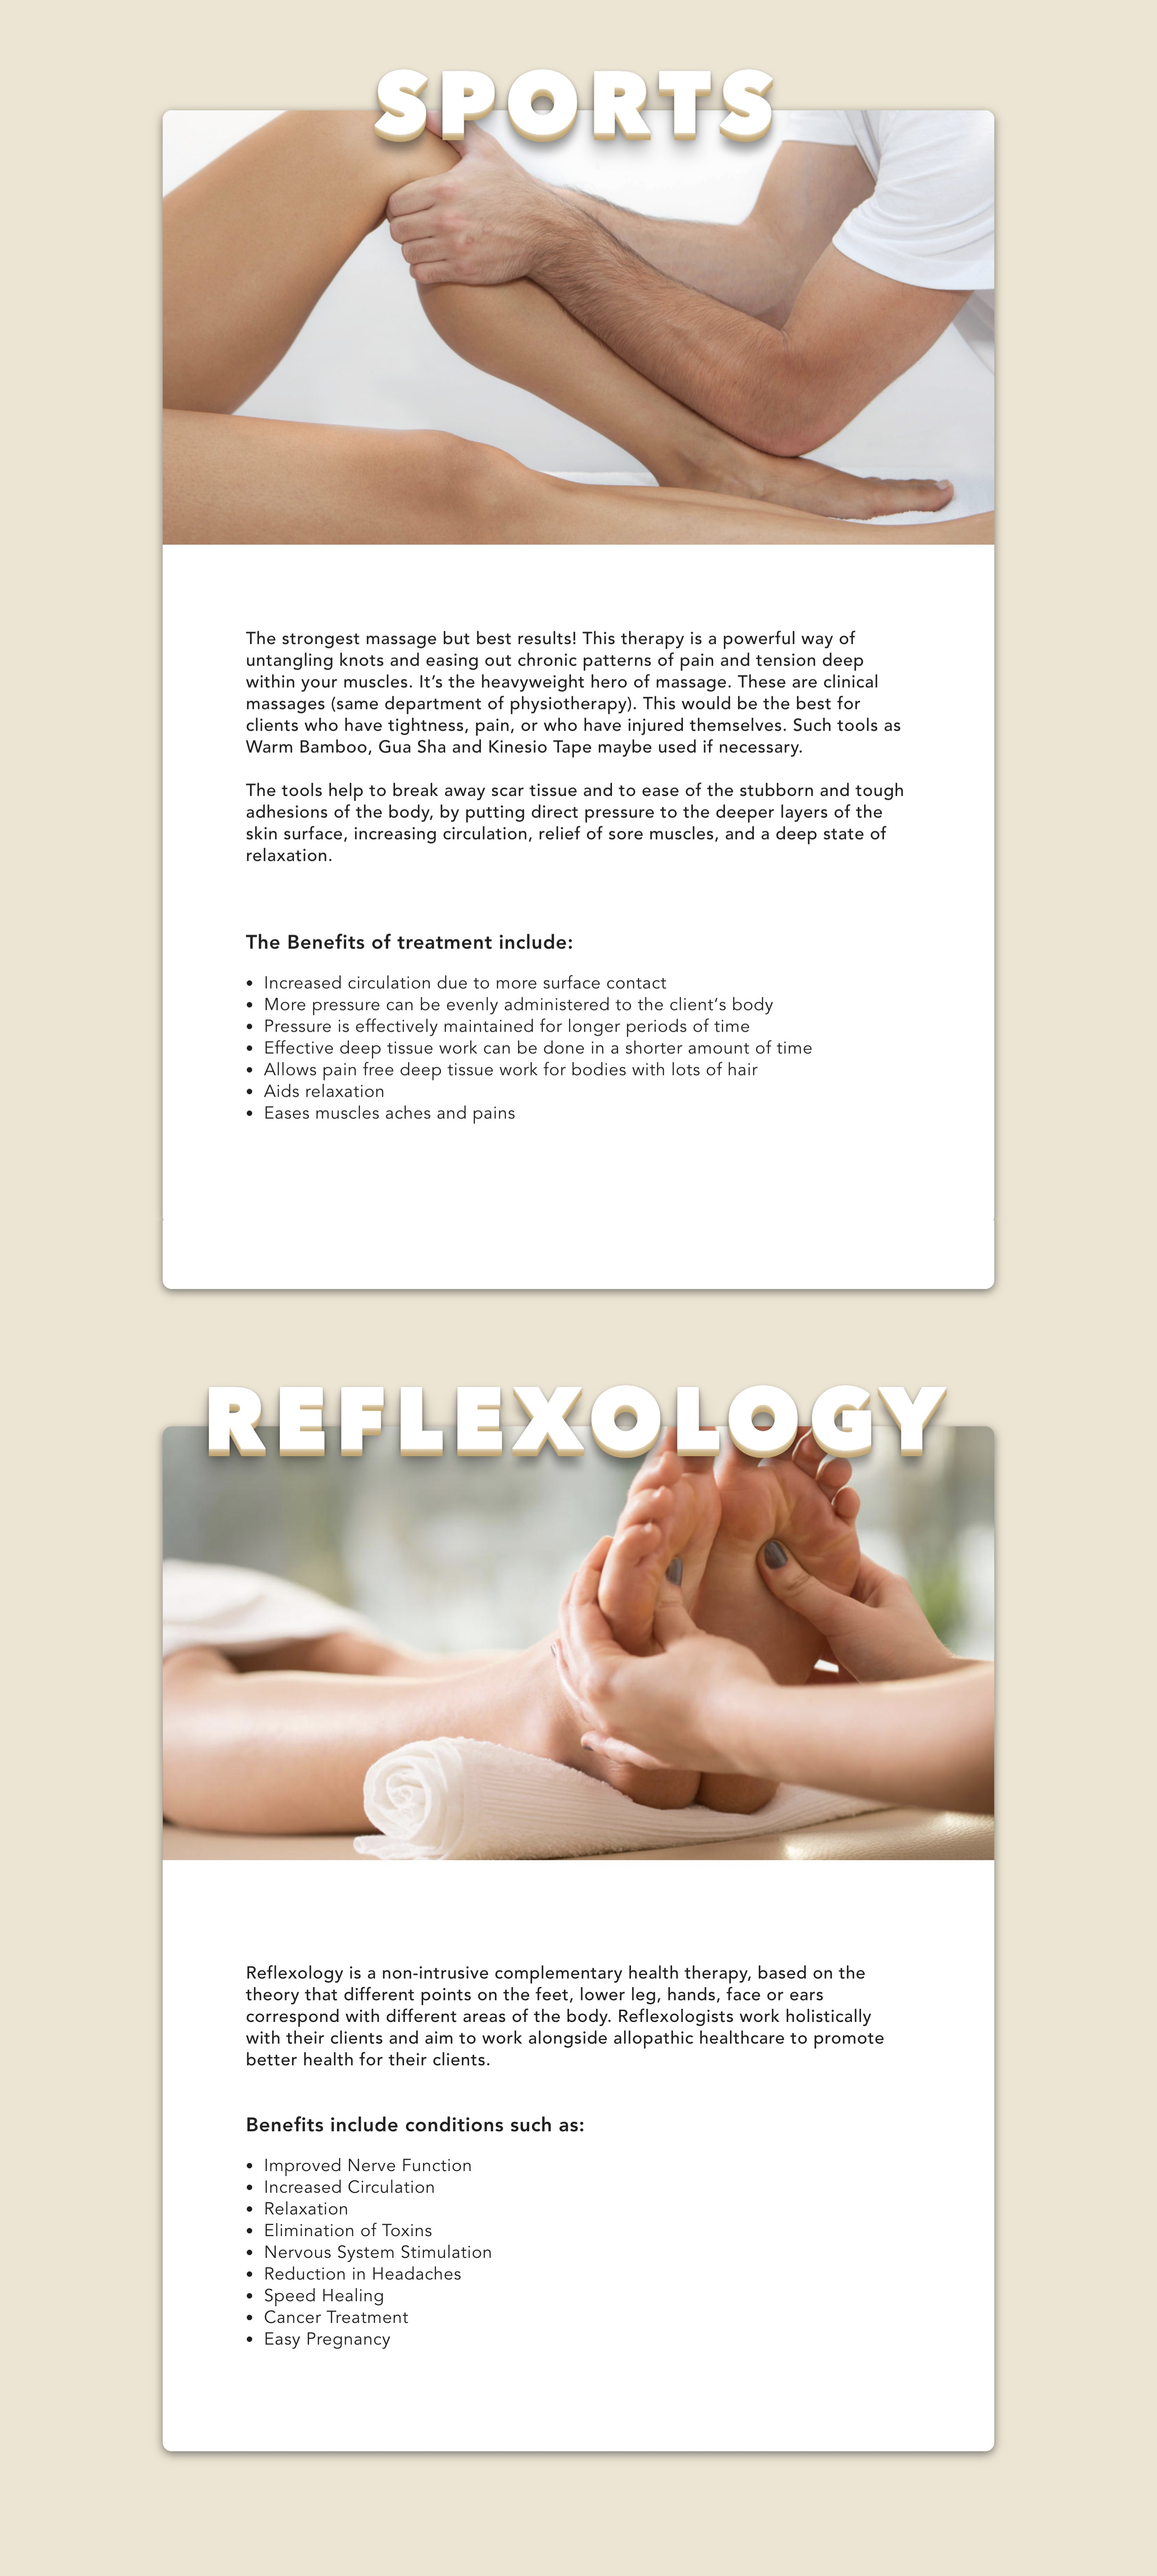 SPORTS
The strongest massage but best results! This therapy is a powerful way of
untangling knots and easing out chronic patterns of pain and tension deep
within your muscles. It’s the heavyweight hero of massage. These are clinical
massages (same department of physiotherapy). This would be the best for
clients who have tightness, pain, or who have injured themselves. Such tools as
Warm Bamboo, Gua Sha and Kinesio Tape maybe used if necessary.
The tools help to break away scar tissue and to ease of the stubborn and tough
adhesions of the body, by putting direct pressure to the deeper layers of the
skin surface, increasing circulation, relief of sore muscles, and a deep state of
relaxation.
The Benefits of treatment include:
• Increased circulation due to more surface contact
• More pressure can be evenly administered to the client’s body
• Pressure is effectively maintained for longer periods of time
• Effective deep tissue work can be done in a shorter amount of time
• Allows pain free deep tissue work for bodies with lots of hair
• Aids relaxation
• Eases muscles aches and pains
REFLEXOLOGY
Reflexology is a non-intrusive complementary health therapy, based on the
theory that different points on the feet, lower leg, hands, face or ears
correspond with different areas of the body. Reflexologists work holistically
with their clients and aim to work alongside allopathic healthcare to promote
better health for their clients.
Benefits include conditions such as:
• Improved Nerve Function
• Increased Circulation
• Relaxation
• Elimination of Toxins
• Nervous System Stimulation
• Reduction in Headaches
• Speed Healing
• Cancer Treatment
• Easy Pregnancy